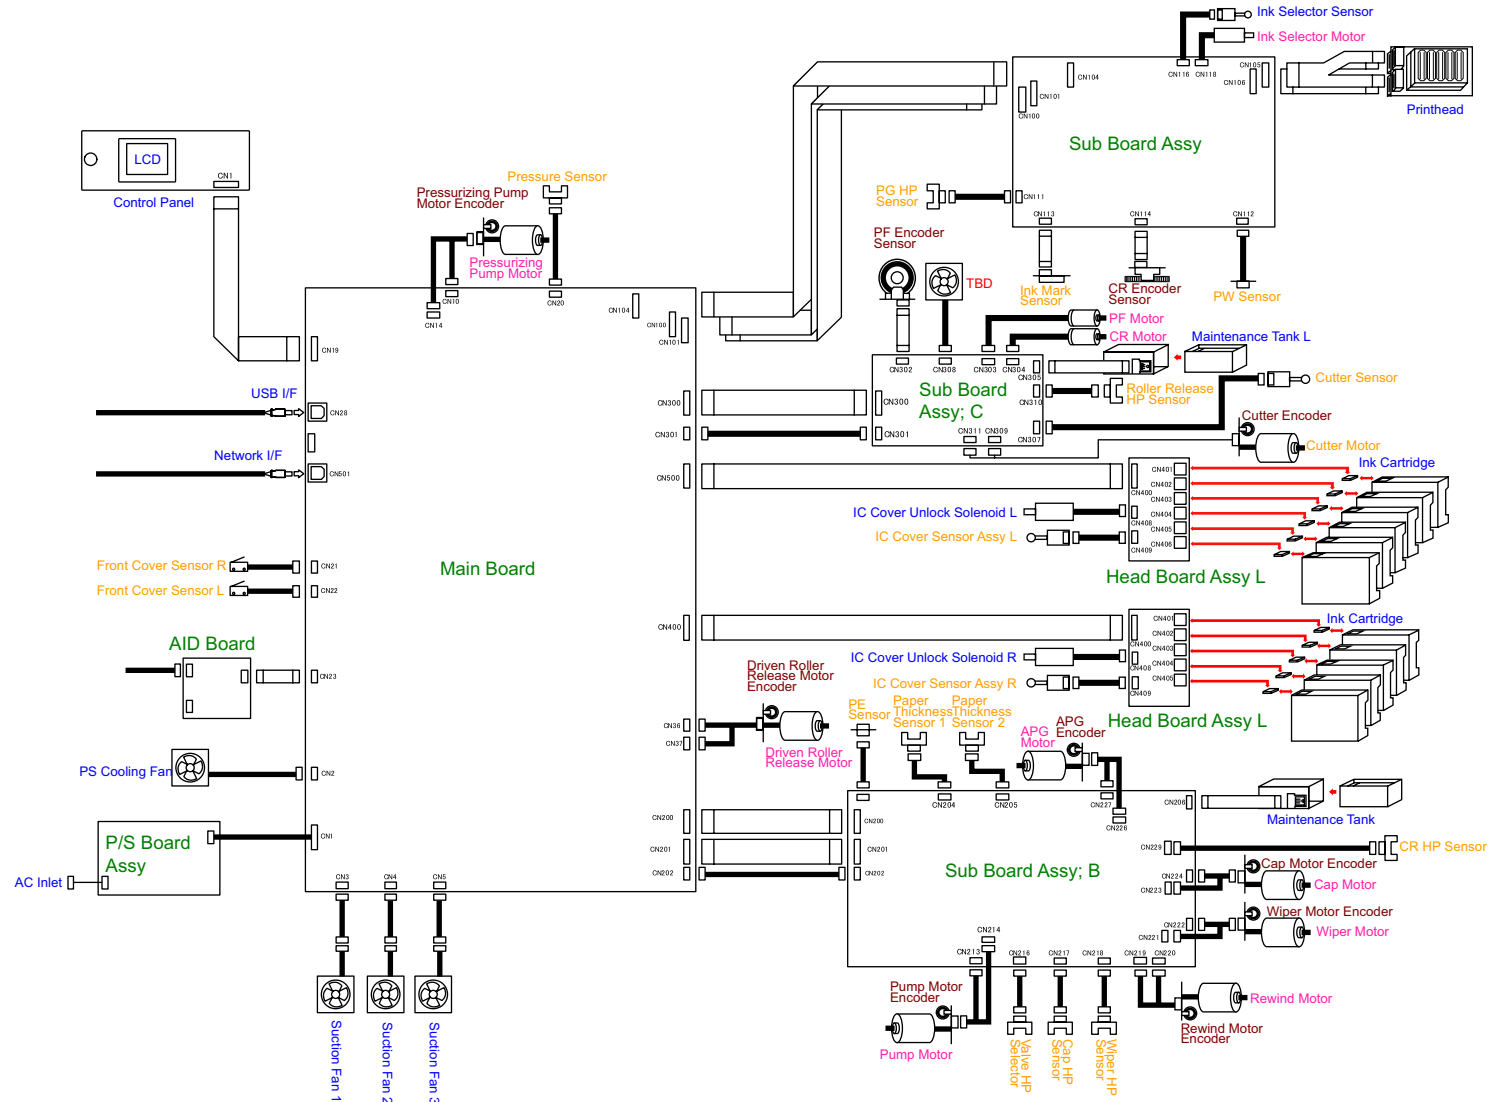 Ink Selector Sensor
Ink Selector Motor
CN116
CN118
CN105
CN106
CN104
CN101
CN100
Printhead
Sub Board Assy
LCD
CN1
Control Panel
Pressure Sensor
Pressurizing Pump
Motor Encoder
Pressurizing
Pump Motor
PG HP
Sensor
CN111
CN113
CN114
CN112
PF Encoder
Sensor
TBD
Ink Mark
Sensor
CR Encoder
Sensor
PW Sensor
CN10
CN14
CN20
CN104
CN100
CN101
CN19
PF Motor
CR Motor
Maintenance Tank L
CN302
CN308
CN303
CN304
CN305
Sub Board
Assy; C
CN310
Roller Release
HP Sensor
Cutter Sensor
USB I/F
CN28
CN300
CN300
CN301
CN301
CN311
CN309
CN307
Cutter Encoder
Cutter Motor
Network I/F
CN501
CN500
CN401
CN402
CN403
CN404
CN405
CN406
CN400
CN408
CN409
Ink Cartridge
IC Cover Unlock Solenoid L
IC Cover Sensor Assy L
Head Board Assy L
Front Cover Sensor R
CN21
Front Cover Sensor L
CN22
Main Board
AID Board
CN23
CN400
CN401
CN402
CN403
CN404
CN405
CN400
CN408
CN409
Ink Cartridge
IC Cover Unlock Solenoid R
IC Cover Sensor Assy R
Head Board Assy L
Driven Roller
Release Motor
Encoder
CN36
CN37
Driven Roller
Release Motor
PE
Sensor
Paper
Thickness
Sensor 1
Paper
Thickness
Sensor 2
APG
Motor
APG
Encoder
PS Cooling Fan
CN2
CN204
CN205
CN227
CN226
CN206
Maintenance Tank
P/S Board
Assy
CN1
AC Inlet
CN200
CN200
CN201
CN201
CN202
CN202
Sub Board Assy; B
CN229
CR HP Sensor
CN224
CN223
Cap Motor Encoder
Cap Motor
CN222
CN221
Wiper Motor Encoder
Wiper Motor
CN3
CN4
CN5
CN214
CN213
CN216
CN217
CN218
CN219
CN220
Pump Motor
Encoder
Pump Motor
Valve HP
Selector
Cap HP
Sensor
Wiper HP
Sensor
Rewind Motor
Rewind Motor
Encoder
Suction Fan 1
Suction Fan 2
Suction Fan 3